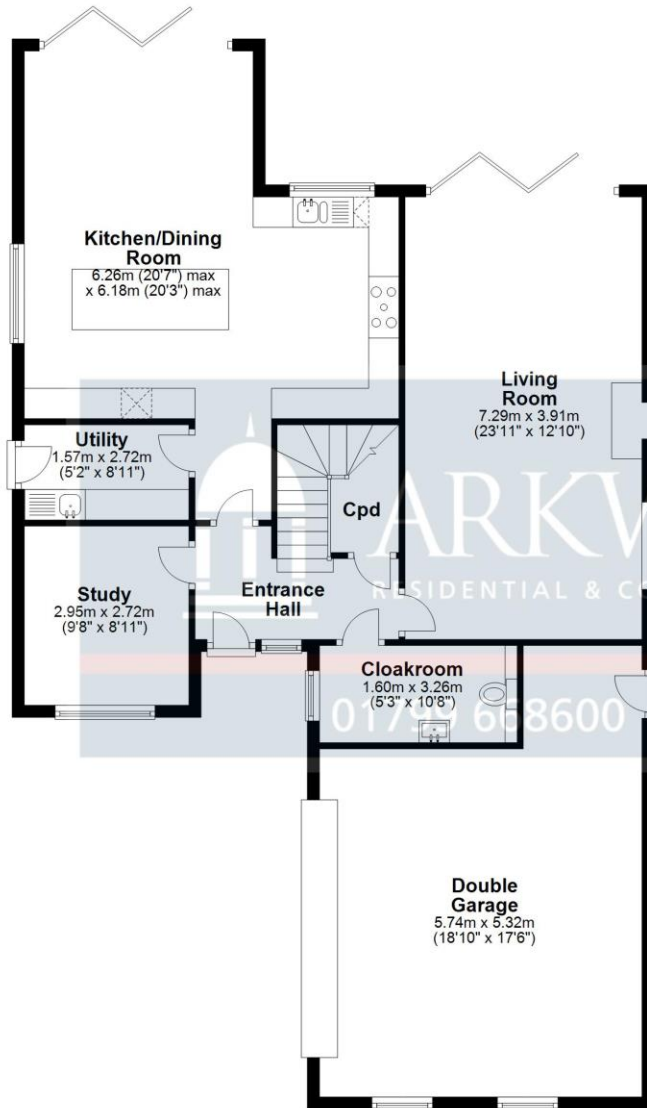 Kitchen/Dining
Room
6.26m (20'7") max
x 6.18m (20'3") max
Living
Room
7.29m x 3.91m
(23'11" x 12'10")
Utility
1.57m x 2.72m
(5'2" x 8'11")
Cpd
Study
2.95m x 2.72m
(9'8" x 8'11")
Entrance
Hall
Cloakroom
1.60m x 3.26m
(5'3" x 10'8")
Double
Garage
5.74m x 5.32m
(18'10" x 17'6")
RESIDENTIAL & CO
01799 668600